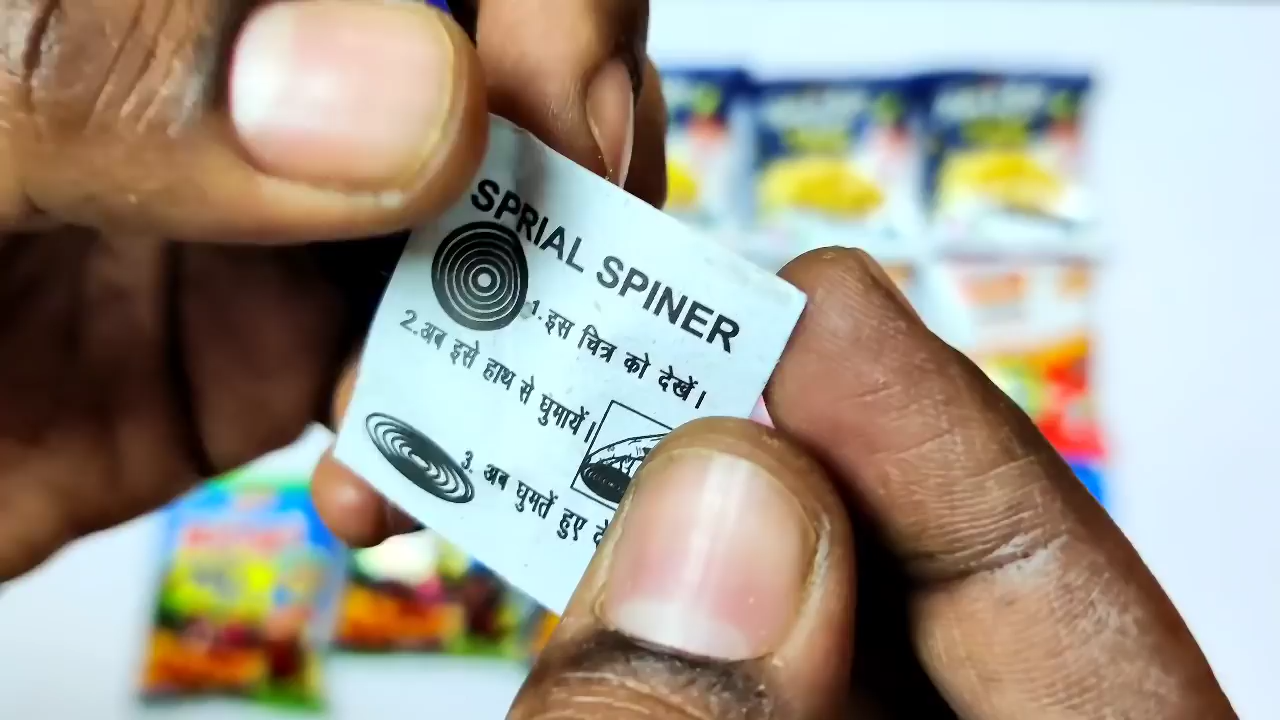 SPRIAL SPINER
1. इस चित्र को देखें।
2. अब इसे हाथ से घुमायें।
3. अब घुमतें हुए